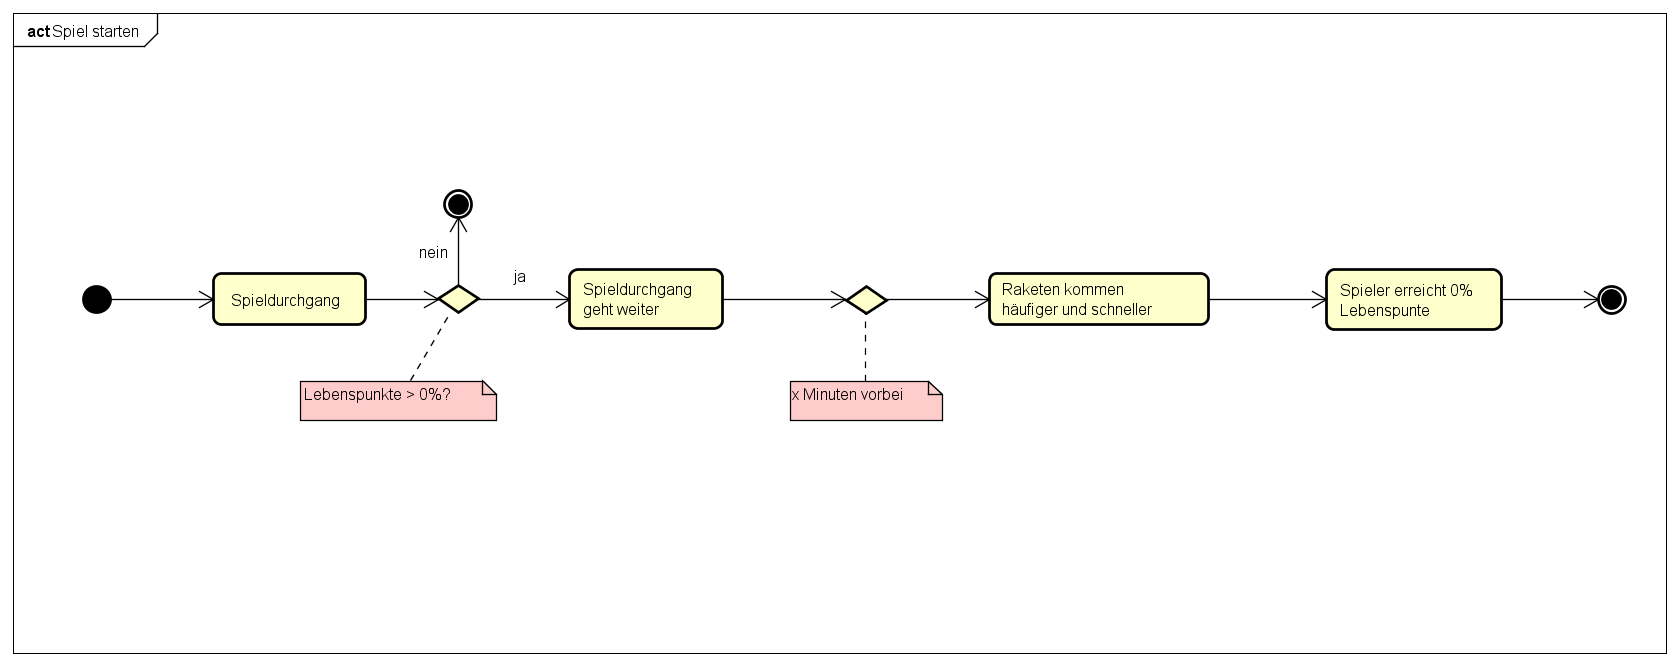 act Spiel starten
nein
ja
Spieldurchgang
Spieldurchgang
geht weiter
Raketen kommen
häufiger und schneller
Spieler erreicht 0%
Lebenspunte
Lebenspunkte > 0%?
x Minuten vorbei